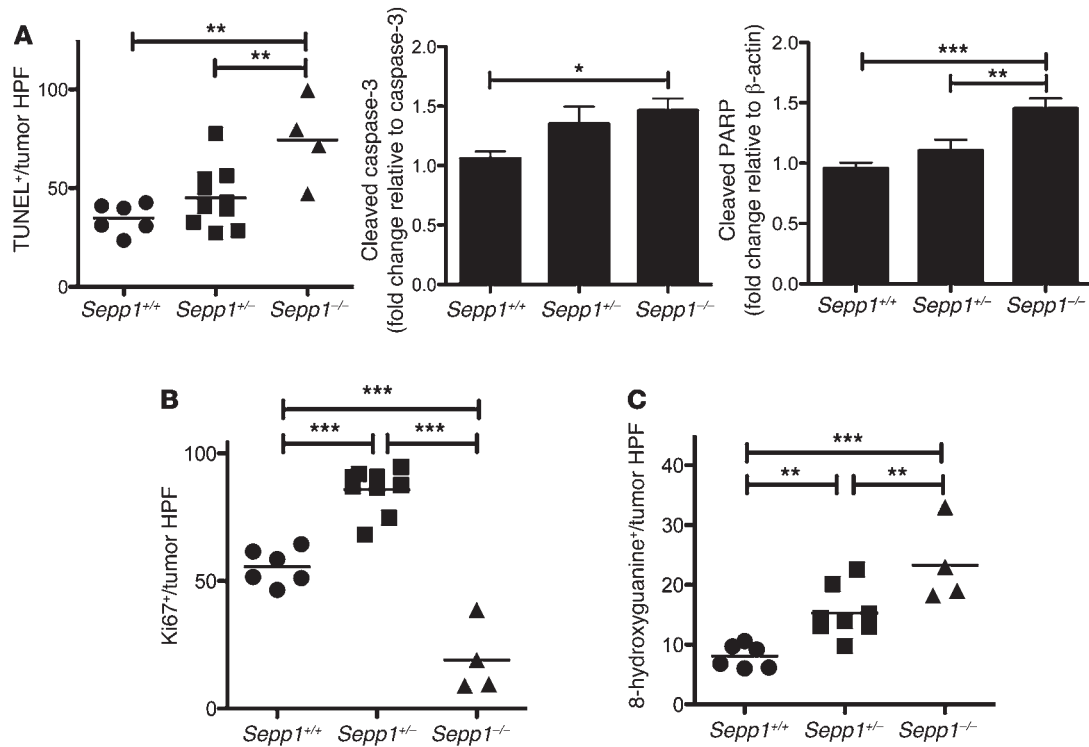 A
**
**
TUNEL⁺/tumor HPF
100
50
0
Sepp1⁺/⁺
Sepp1⁺/⁻
Sepp1⁻/⁻
Cleaved caspase-3
(fold change relative to caspase-3)
2.0
1.5
1.0
0.5
0.0
*
Sepp1⁺/⁺
Sepp1⁺/⁻
Sepp1⁻/⁻
Cleaved PARP
(fold change relative to β-actin)
2.0
1.5
1.0
0.5
0.0
***
**
Sepp1⁺/⁺
Sepp1⁺/⁻
Sepp1⁻/⁻
B
***
***
***
Ki67⁺/tumor HPF
100
50
0
Sepp1⁺/⁺
Sepp1⁺/⁻
Sepp1⁻/⁻
C
***
**
**
8-hydroxyguanine⁺/tumor HPF
40
30
20
10
0
Sepp1⁺/⁺
Sepp1⁺/⁻
Sepp1⁻/⁻